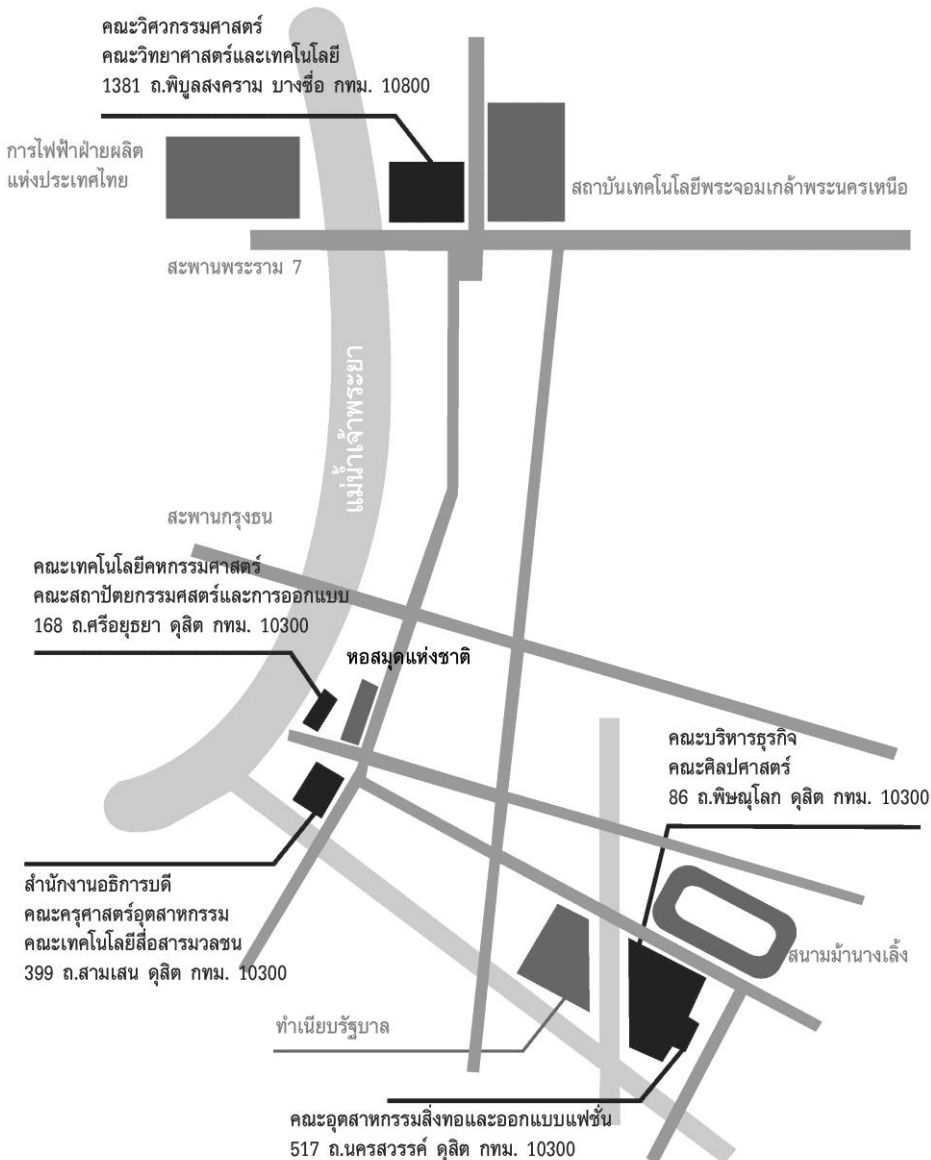 คณะวิศวกรรมศาสตร์
คณะวิทยาศาสตร์และเทคโนโลยี
1381 ถ.พิบูลสงคราม บางซื่อ กทม. 10800
การไฟฟ้าฝ่ายผลิต
แห่งประเทศไทย
สถาบันเทคโนโลยีพระจอมเกล้าพระนครเหนือ
สะพานพระราม 7
แม่น้ำเจ้าพระยา
สะพานกรุงธน
คณะเทคโนโลยีคหกรรมศาสตร์
คณะสถาปัตยกรรมศสตร์และการออกแบบ
168 ถ.ศรีอยุธยา ดุสิต กทม. 10300
หอสมุดแห่งชาติ
คณะบริหารธุรกิจ
คณะศิลปศาสตร์
86 ถ.พิษณุโลก ดุสิต กทม. 10300
สำนักงานอธิการบดี
คณะครุศาสตร์อุตสาหกรรม
คณะเทคโนโลยีสื่อสารมวลชน
399 ถ.สามเสน ดุสิต กทม. 10300
สนามม้านางเลิ้ง
ทำเนียบรัฐบาล
คณะอุตสาหกรรมสิ่งทอและออกแบบแฟชั่น
517 ถ.นครสวรรค์ ดุสิต กทม. 10300